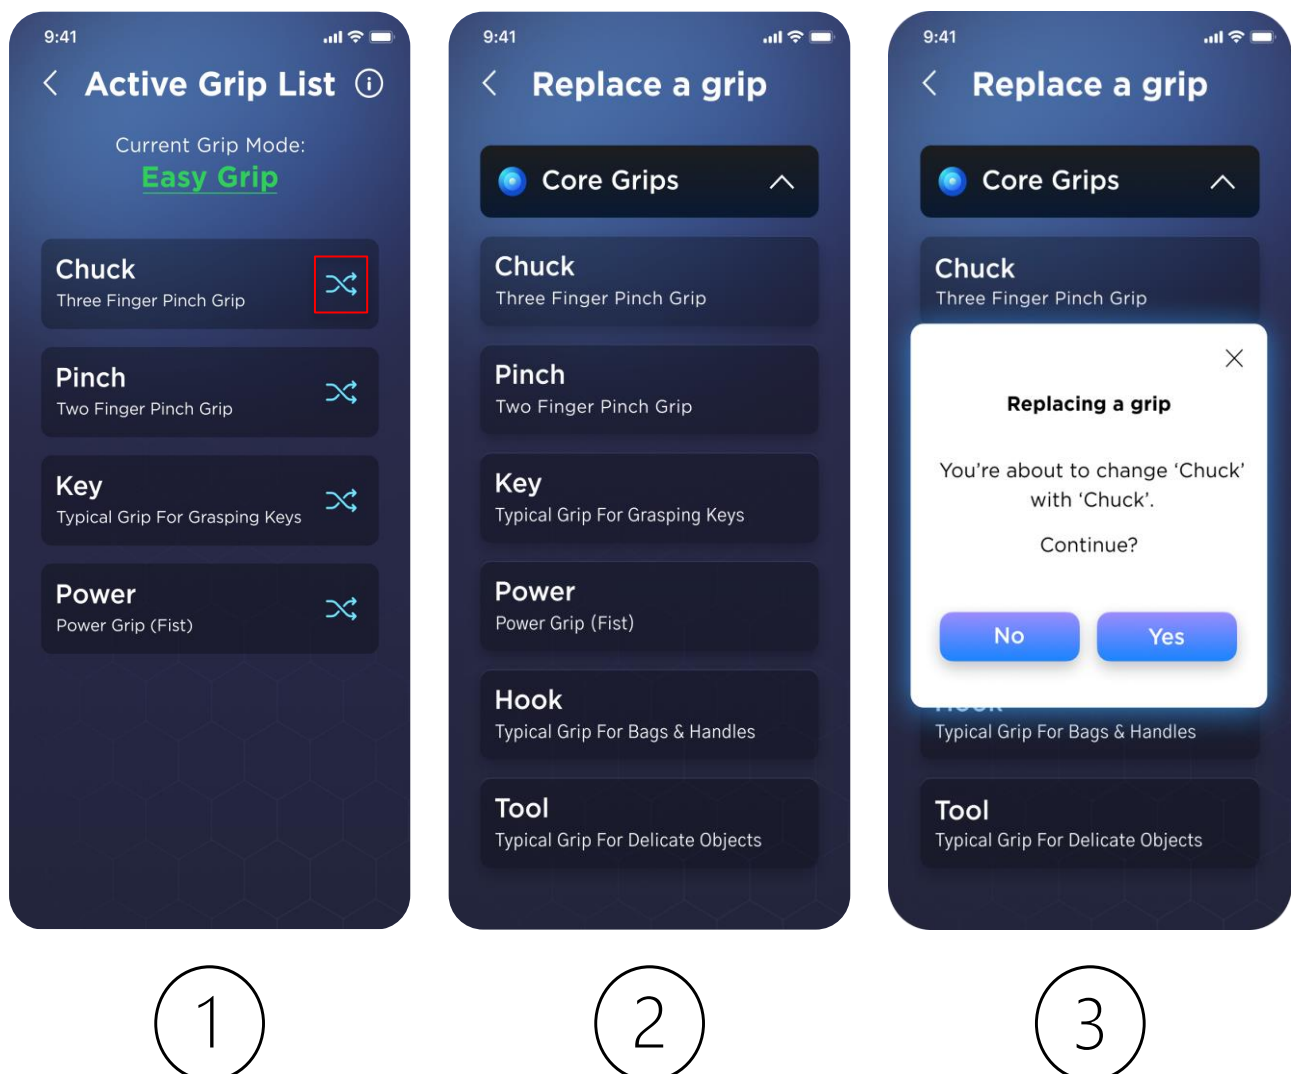 9:41
Active Grip List
Current Grip Mode:
Easy Grip
Chuck
Three Finger Pinch Grip
Pinch
Two Finger Pinch Grip
Key
Typical Grip For Grasping Keys
Power
Power Grip (Fist)
1
9:41
Replace a grip
Core Grips
Chuck
Three Finger Pinch Grip
Pinch
Two Finger Pinch Grip
Key
Typical Grip For Grasping Keys
Power
Power Grip (Fist)
Hook
Typical Grip For Bags & Handles
Tool
Typical Grip For Delicate Objects
2
9:41
Replace a grip
Core Grips
Chuck
Three Finger Pinch Grip
Replacing a grip
You're about to change ‘Chuck’
with ‘Chuck’.
Continue?
No Yes
Hook
Typical Grip For Bags & Handles
Tool
Typical Grip For Delicate Objects
3